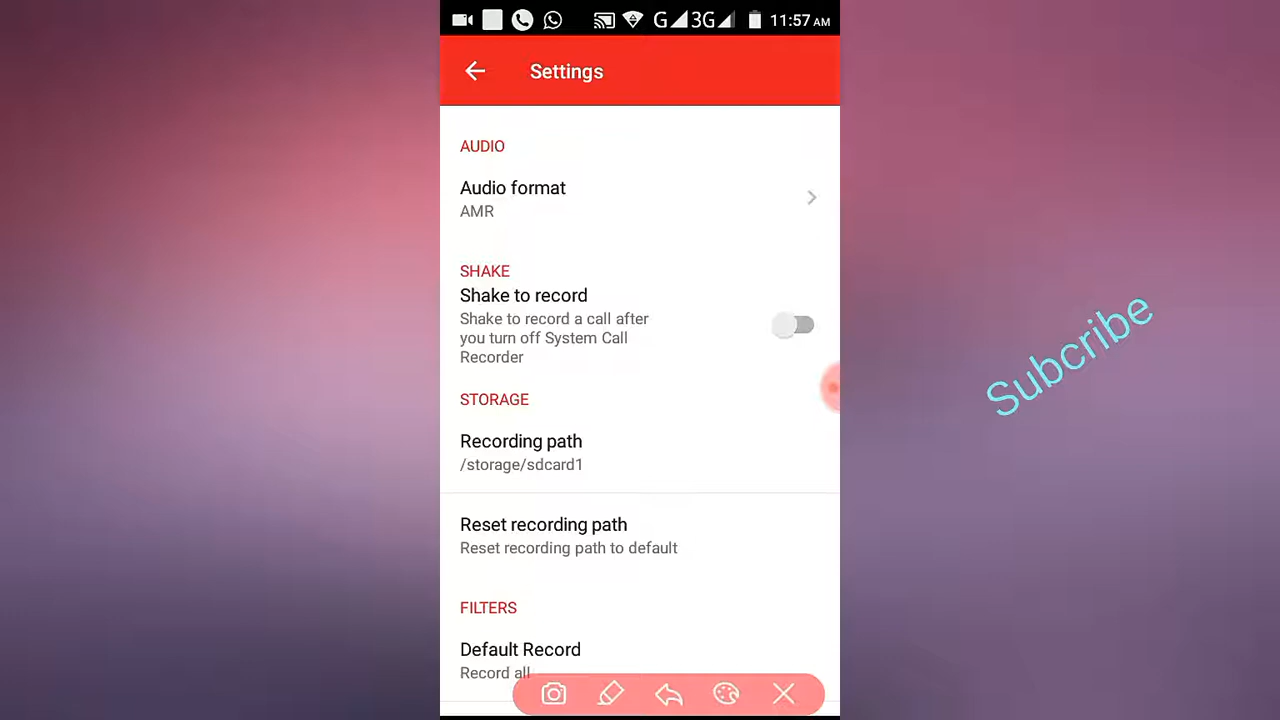 G 3G 11:57 AM
Settings
AUDIO
Audio format
AMR
SHAKE
Shake to record
Shake to record a call after
you turn off System Call
Recorder
STORAGE
Recording path
/storage/sdcard1
Reset recording path
Reset recording path to default
FILTERS
Default Record
Record all
Subcribe